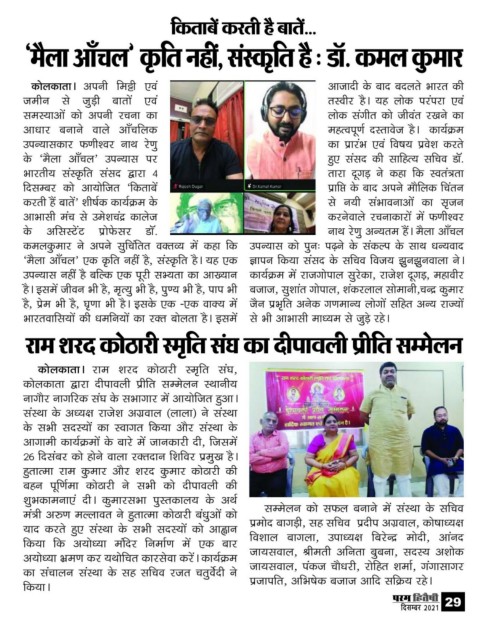 किताबें करती है बातें...
'मैला आँचल' कृति नहीं, संस्कृति है : डॉ. कमल कुमार
कोलकाता। अपनी मिट्टी एवं
जमीन से जुड़ी बातों एवं
समस्याओं को अपनी रचना का
आधार बनाने वाले आँचलिक
उपन्यासकार फणीश्वर नाथ रेणु
के 'मैला आँचल' उपन्यास पर
भारतीय संस्कृति संसद द्वारा 4
दिसम्बर को आयोजित 'किताबें
करती हैं बातें' शीर्षक कार्यक्रम के
आभासी मंच से उमेशचंद्र कालेज
के असिस्टेंट प्रोफेसर डॉ.
कमलकुमार ने अपने सुचिंतित वक्तव्य में कहा कि
'मैला आँचल' एक कृति नहीं है, संस्कृति है। यह एक
उपन्यास नहीं है बल्कि एक पूरी सभ्यता का आख्यान
है। इसमें जीवन भी है, मृत्यु भी है, पुण्य भी है, पाप भी
है, प्रेम भी है, घृणा भी है। इसके एक -एक वाक्य में
भारतवासियों की धमनियों का रक्त बोलता है। इसमें
आजादी के बाद बदलते भारत की
तस्वीर है। यह लोक परंपरा एवं
लोक संगीत को जीवंत रखने का
महत्वपूर्ण दस्तावेज है। कार्यक्रम
का प्रारंभ एवं विषय प्रवेश करते
हुए संसद की साहित्य सचिव डॉ.
तारा दूगड़ ने कहा कि स्वतंत्रता
प्राप्ति के बाद अपने मौलिक चिंतन
से नयी संभावनाओं का सृजन
करनेवाले रचनाकारों में फणीश्वर
नाथ रेणु अन्यतम हैं। मैला आँचल
उपन्यास को पुनः पढ़ने के संकल्प के साथ धन्यवाद
ज्ञापन किया संसद के सचिव विजय झुनझुनवाला ने।
कार्यक्रम में राजगोपाल सुरेका, राजेश दूगड़, महावीर
बजाज, सुशांत गोपाल, शंकरलाल सोमानी,चन्द्र कुमार
जैन प्रभृति अनेक गणमान्य लोगों सहित अन्य राज्यों
से भी आभासी माध्यम से जुड़े रहे।
राम शरद कोठारी स्मृति संघ का दीपावली प्रीति सम्मेलन
कोलकाता। राम शरद कोठारी स्मृति संघ,
कोलकाता द्वारा दीपावली प्रीति सम्मेलन स्थानीय
नागौर नागरिक संघ के सभागार में आयोजित हुआ।
संस्था के अध्यक्ष राजेश अग्रवाल (लाला) ने संस्था
के सभी सदस्यों का स्वागत किया और संस्था के
आगामी कार्यक्रमों के बारे में जानकारी दी, जिसमें
26 दिसंबर को होने वाला रक्तदान शिविर प्रमुख है।
हुतात्मा राम कुमार और शरद कुमार कोठारी की
बहन पूर्णिमा कोठारी ने सभी को दीपावली की
शुभकामनाएं दी। कुमारसभा पुस्तकालय के अर्थ
मंत्री अरुण मल्लावत ने हुतात्मा कोठारी बंधुओं को
याद करते हुए संस्था के सभी सदस्यों को आह्वान
किया कि अयोध्या मंदिर निर्माण में एक बार
अयोध्या भ्रमण कर यथोचित कारसेवा करें। कार्यक्रम
का संचालन संस्था के सह सचिव रजत चतुर्वेदी ने
किया।
सम्मेलन को सफल बनाने में संस्था के सचिव
प्रमोद बागड़ी, सह सचिव प्रदीप अग्रवाल, कोषाध्यक्ष
विशाल बागला, उपाध्यक्ष बिरेन्द्र मोदी, आंनद
जायसवाल, श्रीमती अनिता बुबना, सदस्य अशोक
जायसवाल, पंकज चौधरी, रोहित शर्मा, गंगासागर
प्रजापति, अभिषेक बजाज आदि सक्रिय रहे।
परम हितैषी
दिसम्बर 2021
29